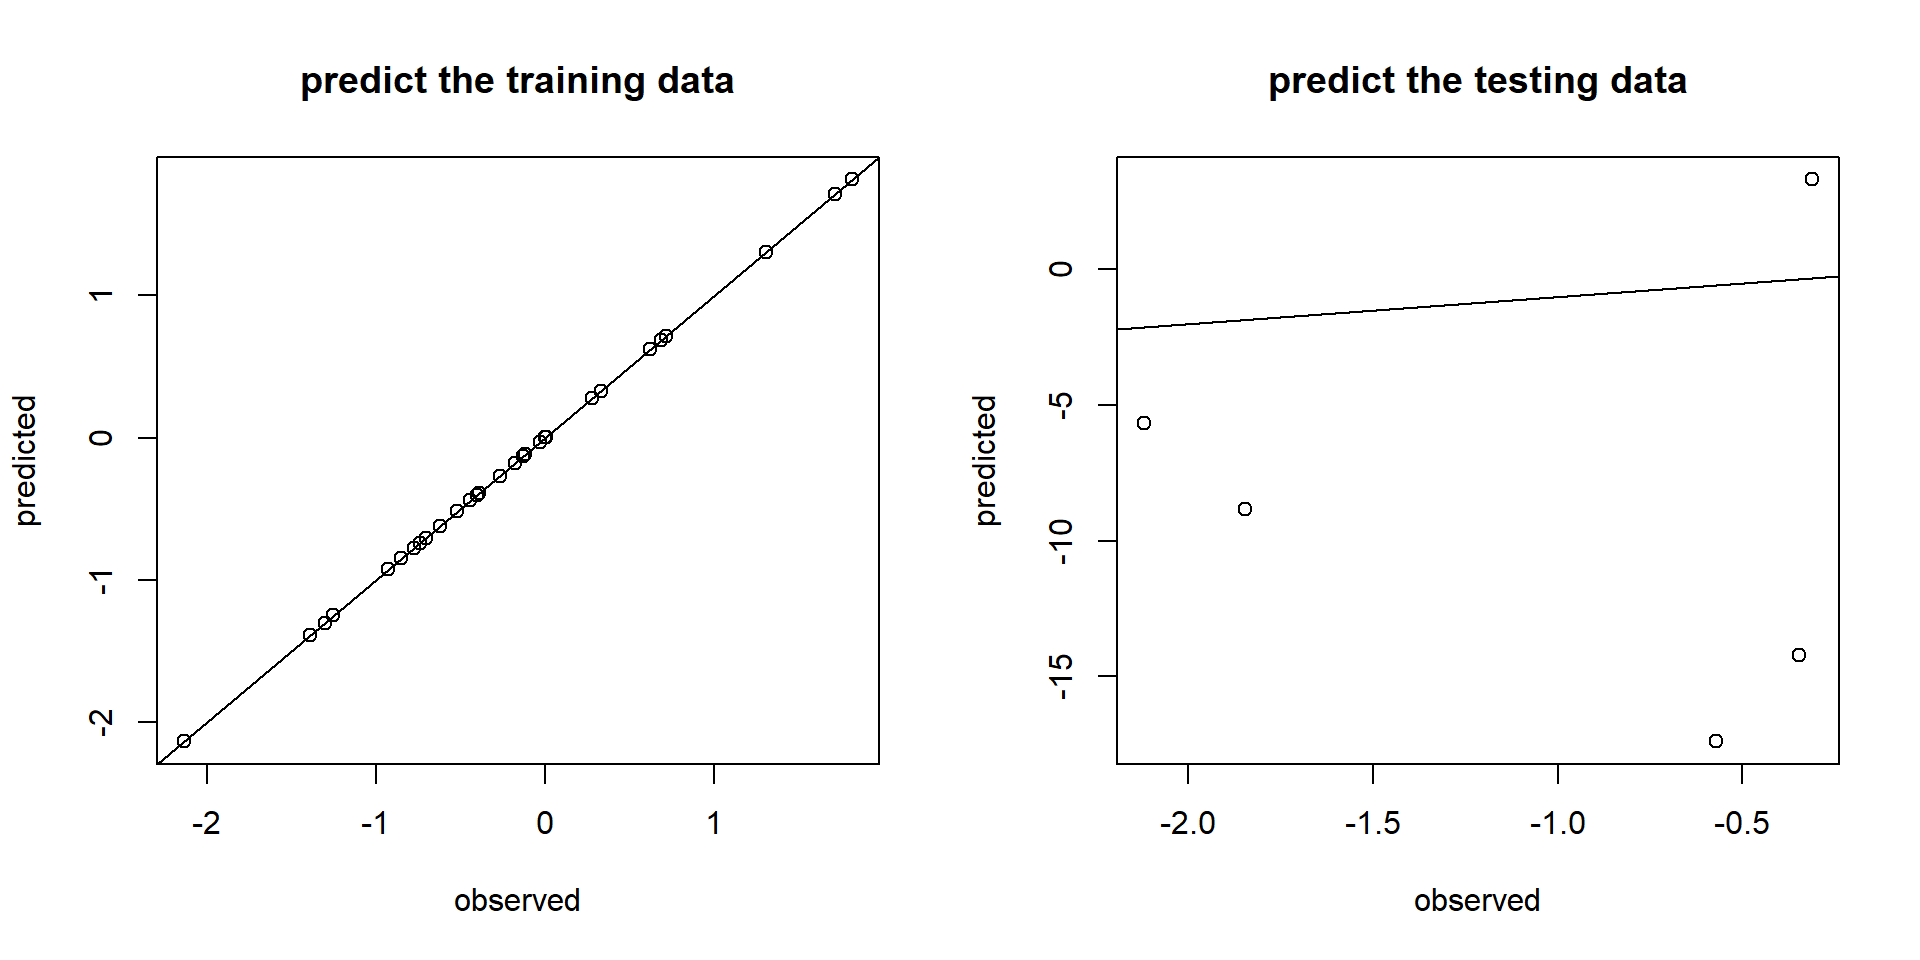 predict the training data
predicted
1
0
-1
-2
-2 -1 0 1
observed
predict the testing data
predicted
0
-5
-10
-15
-2.0 -1.5 -1.0 -0.5
observed